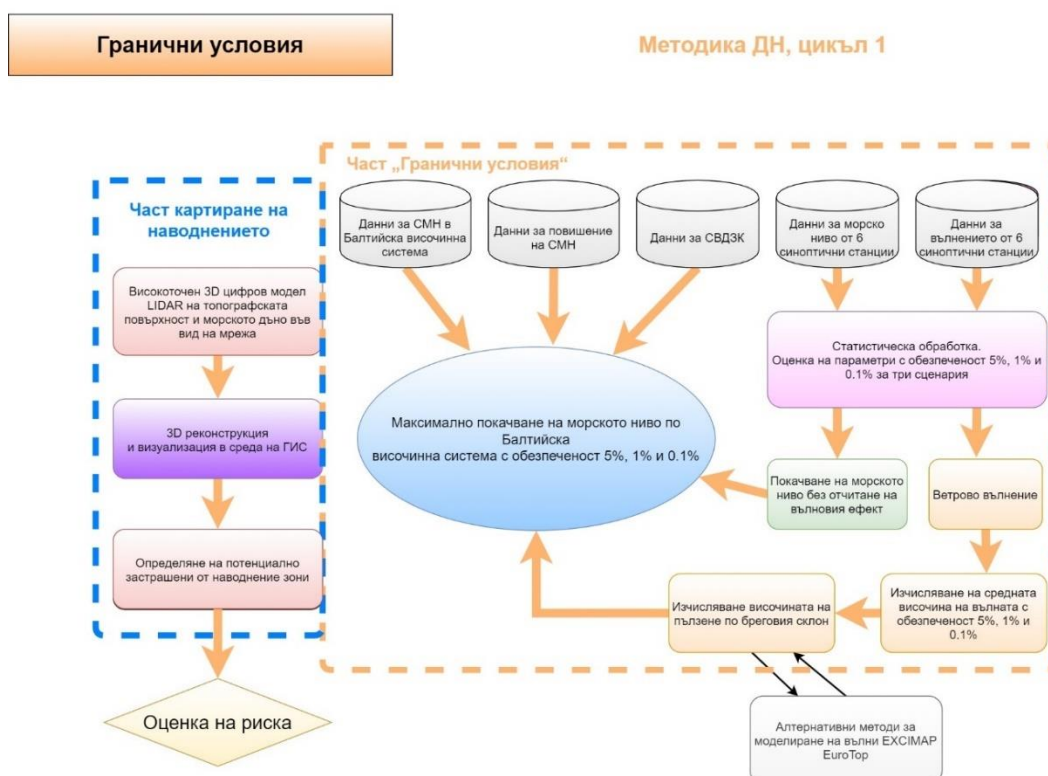 Гранични условия
Методика ДН, цикъл 1
Част картиране на
наводнението
Високоточен 3D цифров модел
LIDAR на топографската
повърхност и морското дъно във
вид на мрежа
3D реконструкция
и визуализация в среда на ГИС
Определяне на потенциално
застрашени от наводнение зони
Оценка на риска
Част „Гранични условия“
Данни за СМН в
Балтийска височинна
система
Данни за повишение
на СМН
Данни за СВДЗК
Данни за морско
ниво от 6
синоптични станции
Данни за
вълнението от 6
синоптични станции
Статистическа обработка.
Оценка на параметри с обезпеченост 5%, 1% и
0.1% за три сценария
Максимално покачване на морското ниво по
Балтийска
височинна система с обезпеченост 5%, 1% и 0.1%
Покачване на морското
ниво без отчитане на
вълновия ефект
Ветрово вълнение
Изчисляване височината на
пълзене по бреговия склон
Изчисляване на средната
височина на вълната с
обезпеченост 5%, 1% и
0.1%
Алтернативни методи за
моделиране на вълни EXCIMAP
EuroTop